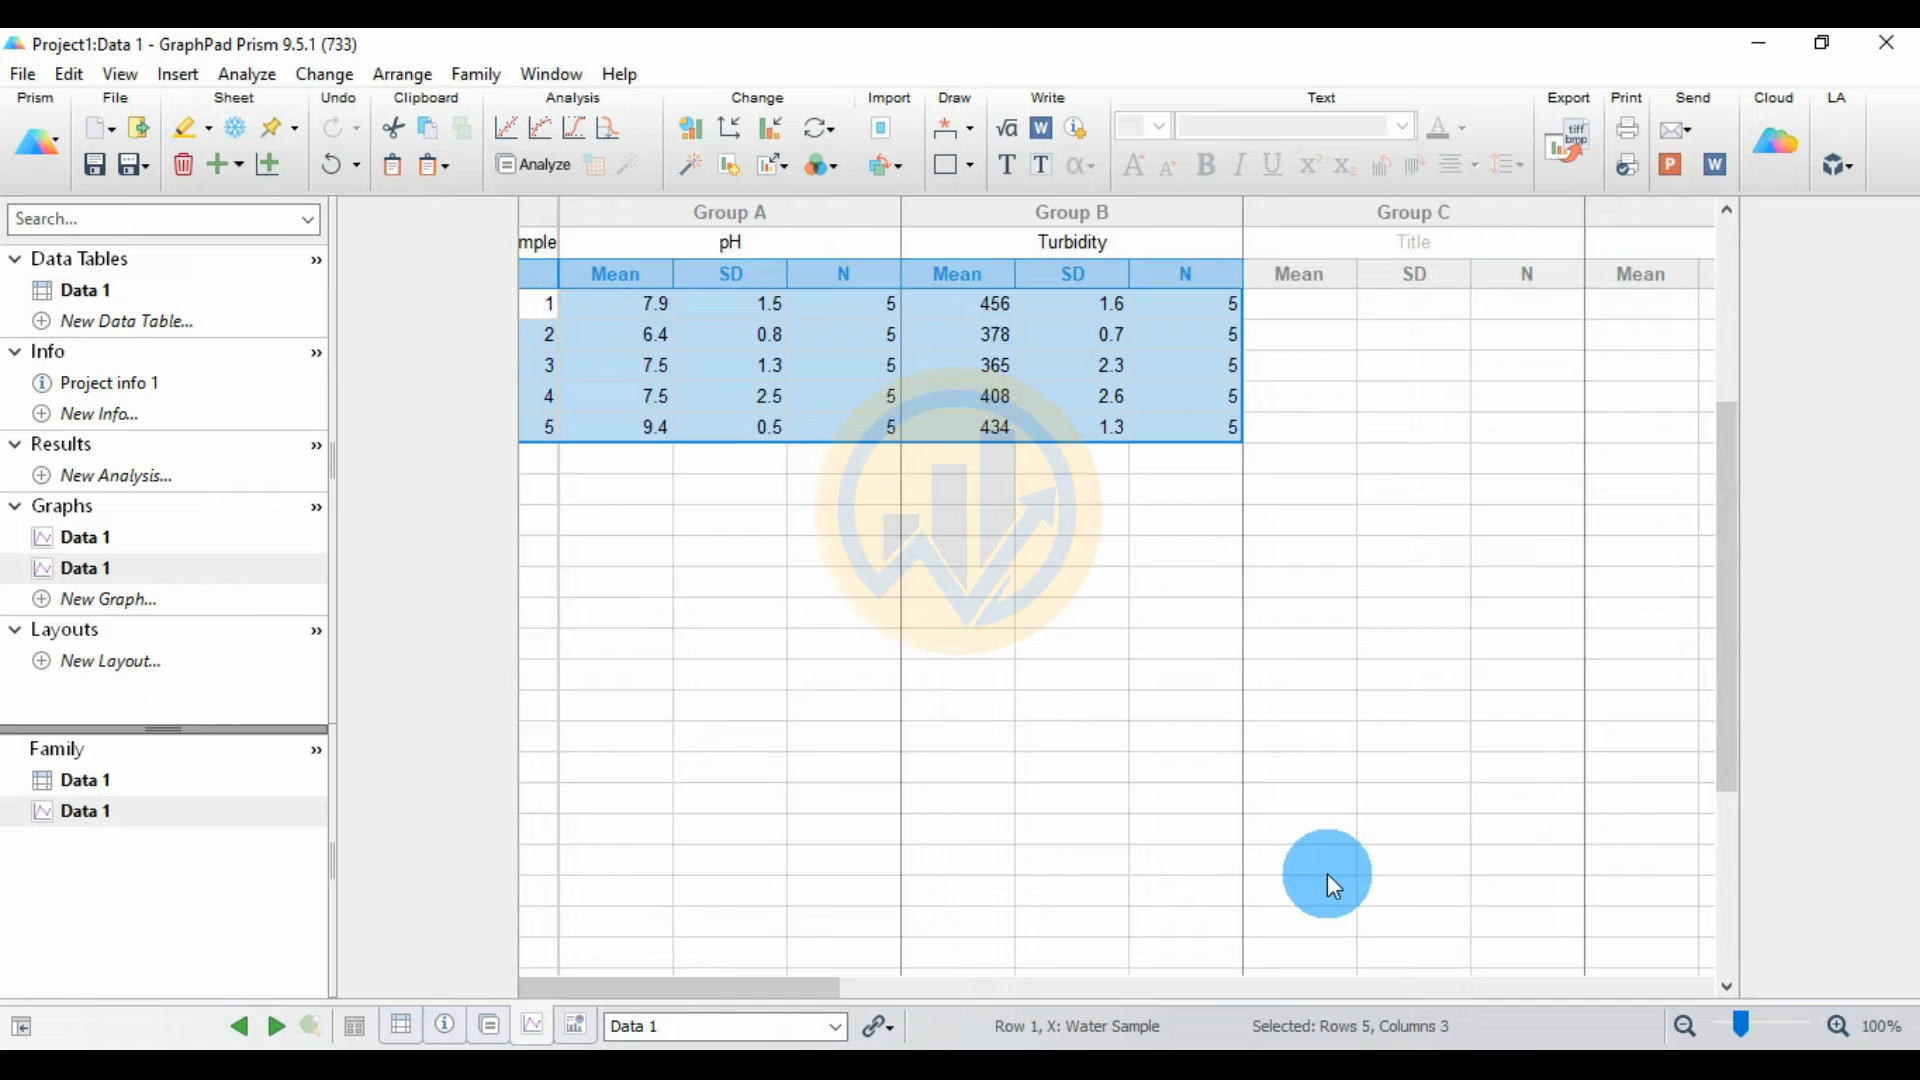 Project1:Data 1 - GraphPad Prism 9.5.1 (733)
File Edit View Insert Analyze Change Arrange Family Window Help
Prism File Sheet Undo Clipboard Analysis Change Import Draw Write Text Export Print Send Cloud LA
Analyze
tiff
bmp
Search...
Data Tables
Data 1
New Data Table...
Info
Project info 1
New Info...
Results
New Analysis...
Graphs
Data 1
Data 1
New Graph...
Layouts
New Layout...
Family
Data 1
Data 1
Group A Group B Group C
mple pH Turbidity Title
Mean SD N Mean SD N Mean SD N Mean
1 7.9 1.5 5 456 1.6 5
2 6.4 0.8 5 378 0.7 5
3 7.5 1.3 5 365 2.3 5
4 7.5 2.5 5 408 2.6 5
5 9.4 0.5 5 434 1.3 5
Data 1 Row 1, X: Water Sample Selected: Rows 5, Columns 3 100%